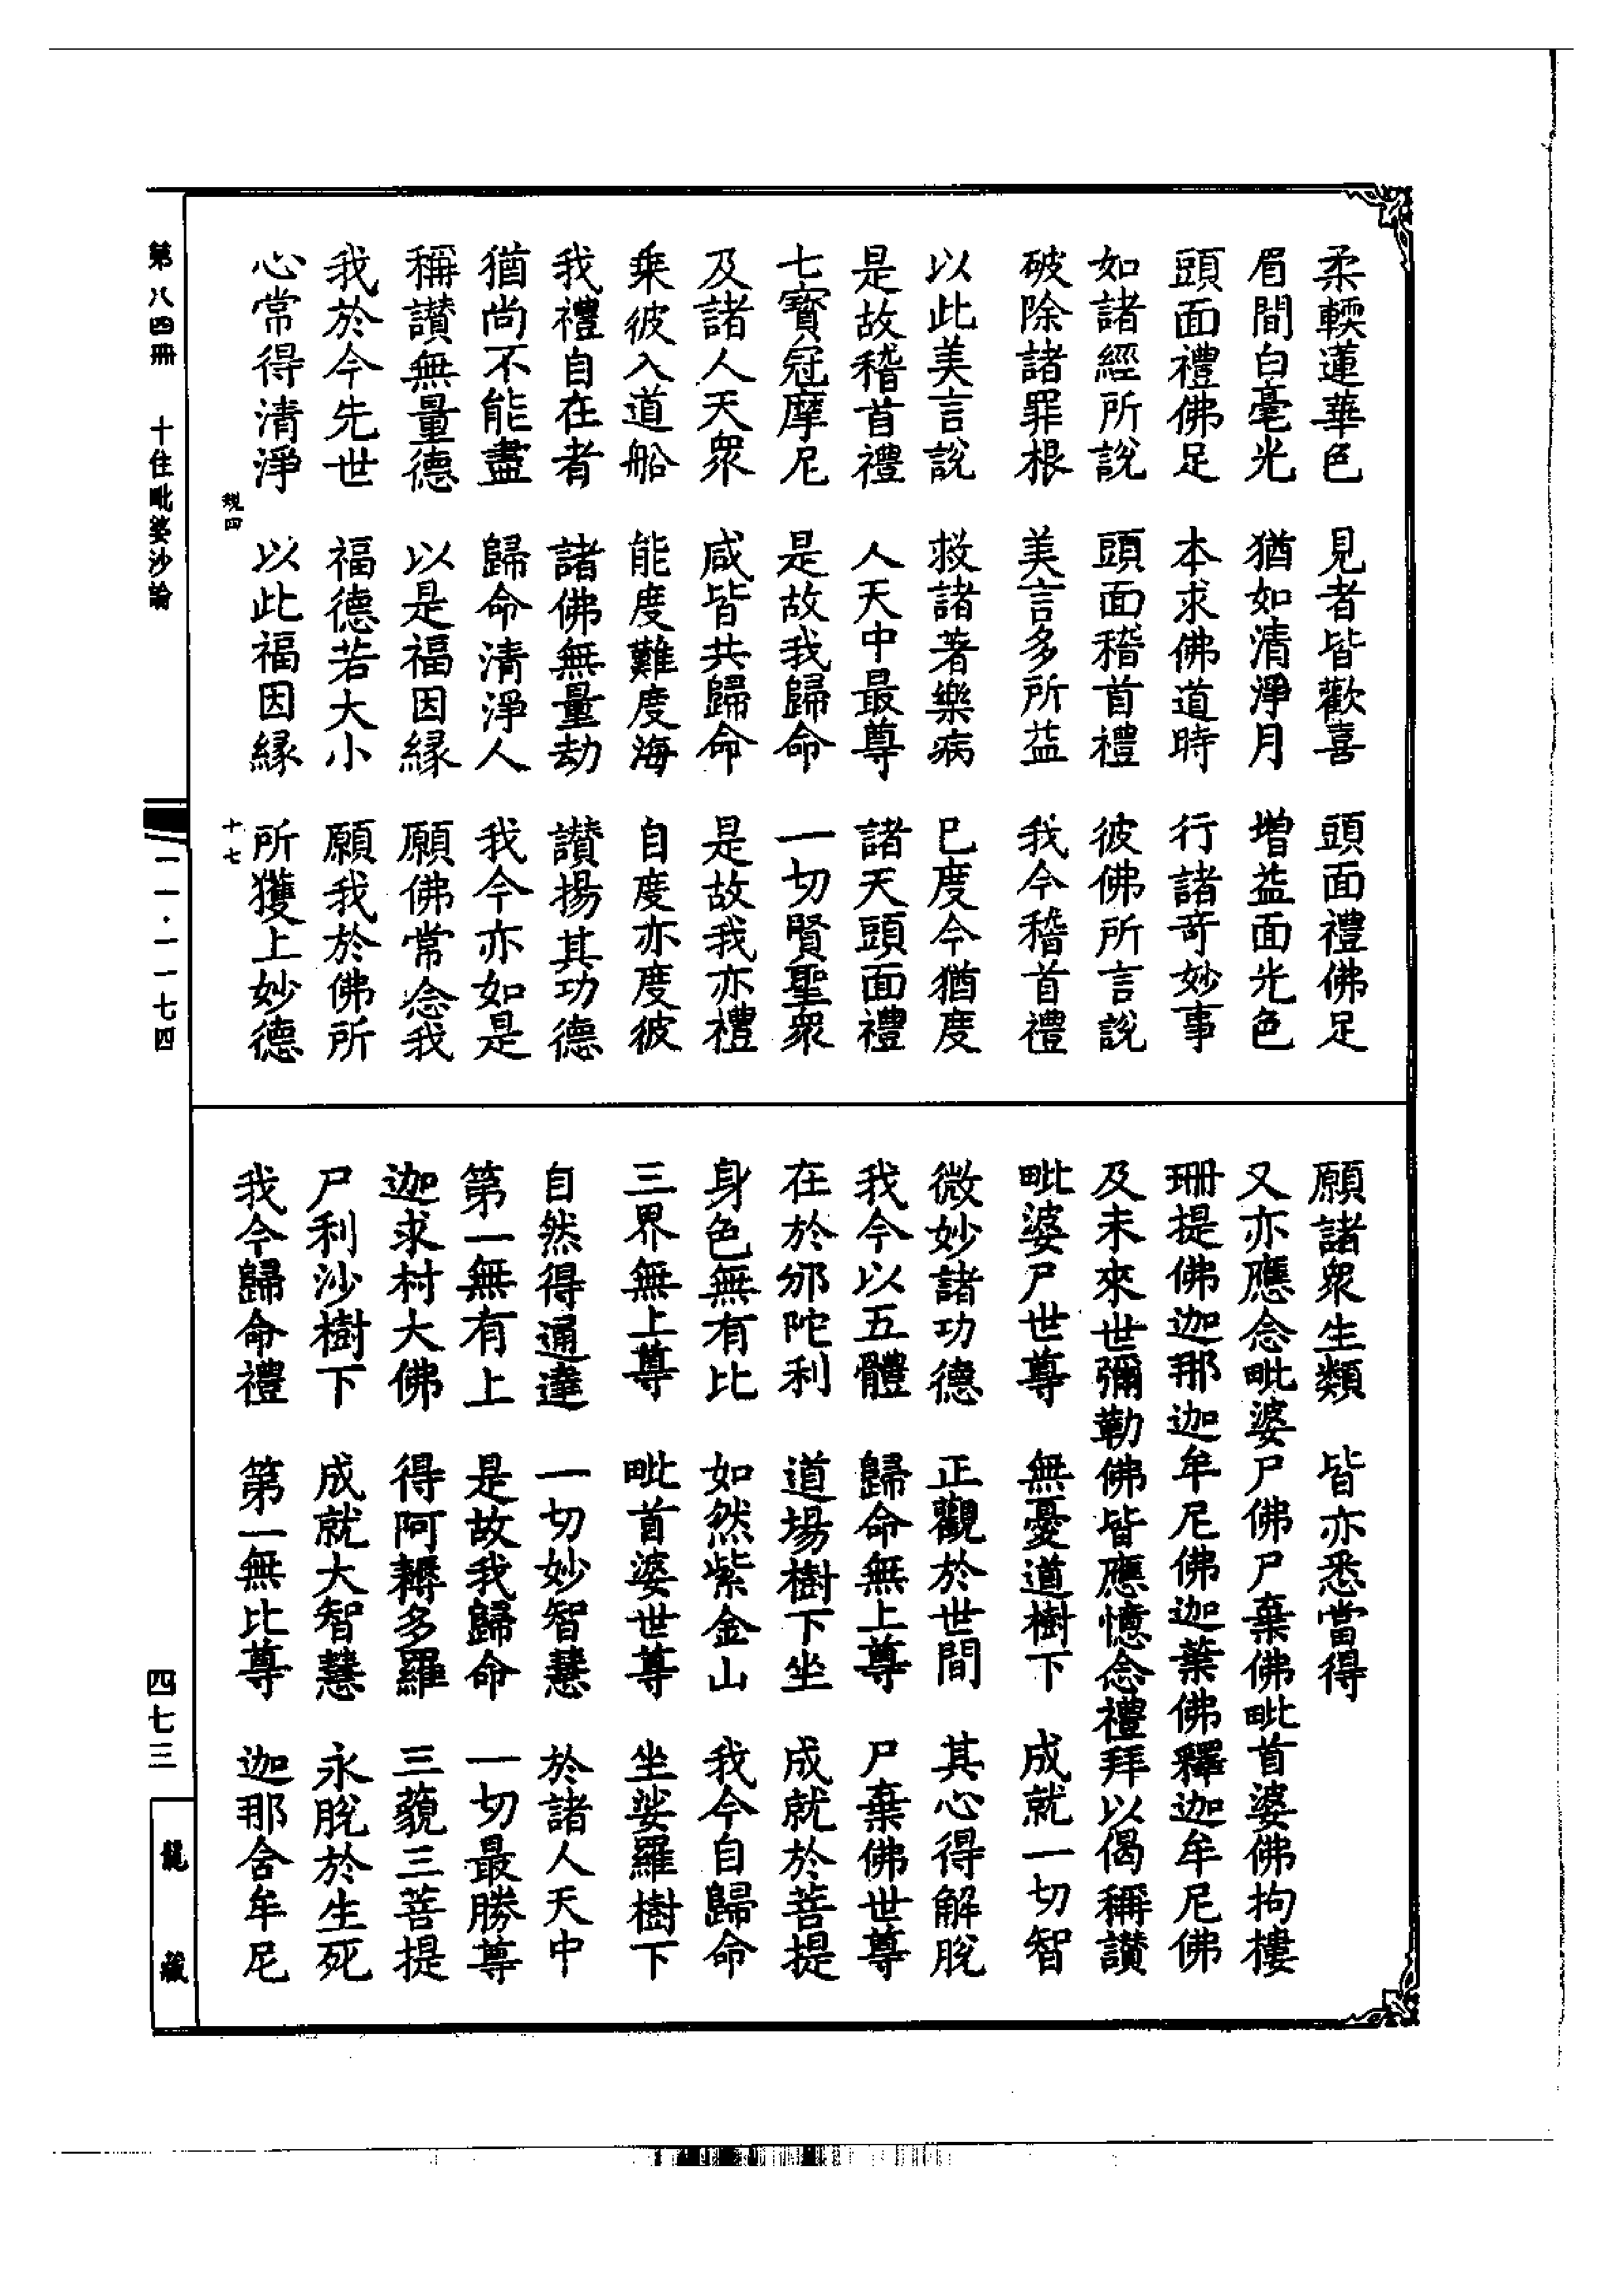 柔輭蓮華色　見者皆歡喜　頭面禮佛足
眉間白毫光　猶如清淨月　增益面光色
頭面禮佛足　本求佛道時　行諸奇妙事
如諸經所說　頭面稽首禮　彼佛所言說
破除諸罪根　美言多所益　我今稽首禮
以此美言說　救諸著樂病　已度今猶度
是故稽首禮　人天中最尊　諸天頭面禮
七寶冠摩尼　是故我歸命　一切賢聖衆
及諸人天衆　咸皆共歸命　是故我亦禮
乘彼八道船　能度難度海　自度亦度彼
我禮自在者　諸佛無量劫　讃揚其功德
猶尚不能盡　歸命清淨人　我今亦如是
稱讃無量德　以是福因緣　願佛常念我
我於今先世　福德若大小　願我於佛所
心常得清淨　以此福因緣　所獲上妙德
規四　十七
願諸衆生類　皆亦悉當得
又亦應念毗婆尸佛尸棄佛毗首婆佛拘樓
珊提佛迦那迦牟尼佛迦葉佛釋迦牟尼佛
及未來世彌勒佛皆應憶念禮拜以偈稱讃
毗婆尸世尊　無憂道樹下　成就一切智
微妙諸功德　正觀於世間　其心得解脫
我今以五體　歸命無上尊　尸棄佛世尊
在於邠陀利　道場樹下坐　成就於菩提
身色無有比　如然紫金山　我今自歸命
三界無上尊　毗首婆世尊　坐娑羅樹下
自然得通達　一切妙智慧　於諸人天中
第一無有上　是故我歸命　一切最勝尊
迦求村大佛　得阿耨多羅　三藐三菩提
尸利沙樹下　成就大智慧　永脫於生死
我今歸命禮　第一無比尊　迦那含牟尼
第八四冊　十住毗婆沙論　一一·一一七四　四七三
龍藏